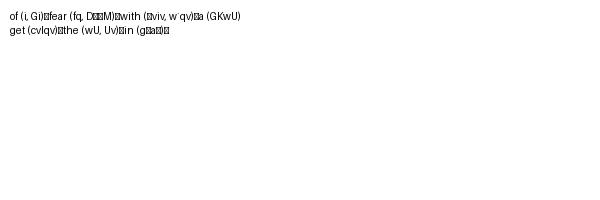 of (i, Gi) fear (fq, D M) with ( viv, w qv) a (GKwU)
get (cvIqv) the (wU, Uv) in (g a )